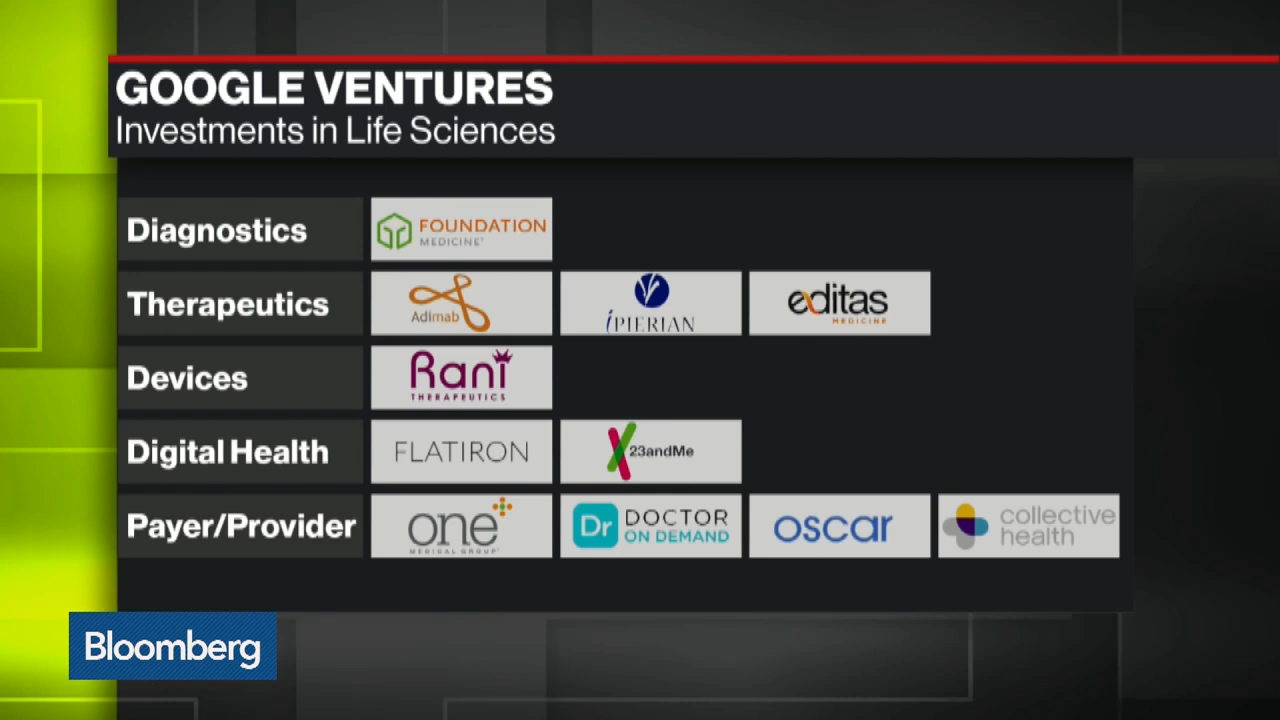 GOOGLE VENTURES
Investments in Life Sciences
Diagnostics
FOUNDATION
MEDICINE
Therapeutics
Adimab
iPIERIAN
editas
MEDICINE
Devices
Rani
THERAPEUTICS
Digital Health
FLATIRON
23andMe
Payer/Provider
one
MEDICAL GROUP
Dr
DOCTOR
ON DEMAND
oscar
collective
health
Bloomberg